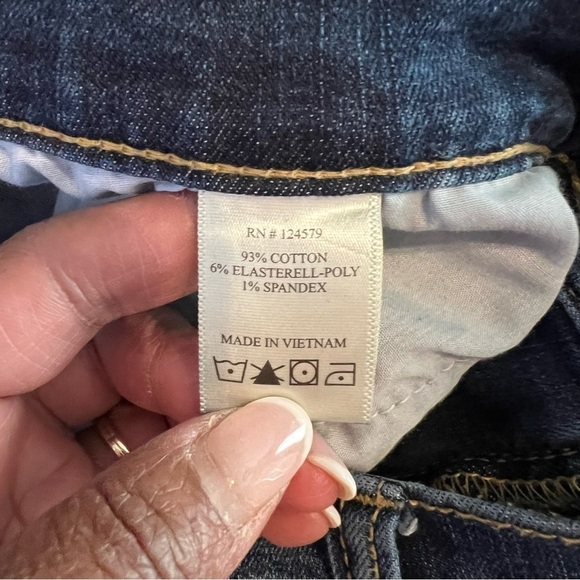 RN # 124579
93% COTTON
6% ELASTERELL-POLY
1% SPANDEX
MADE IN VIETNAM